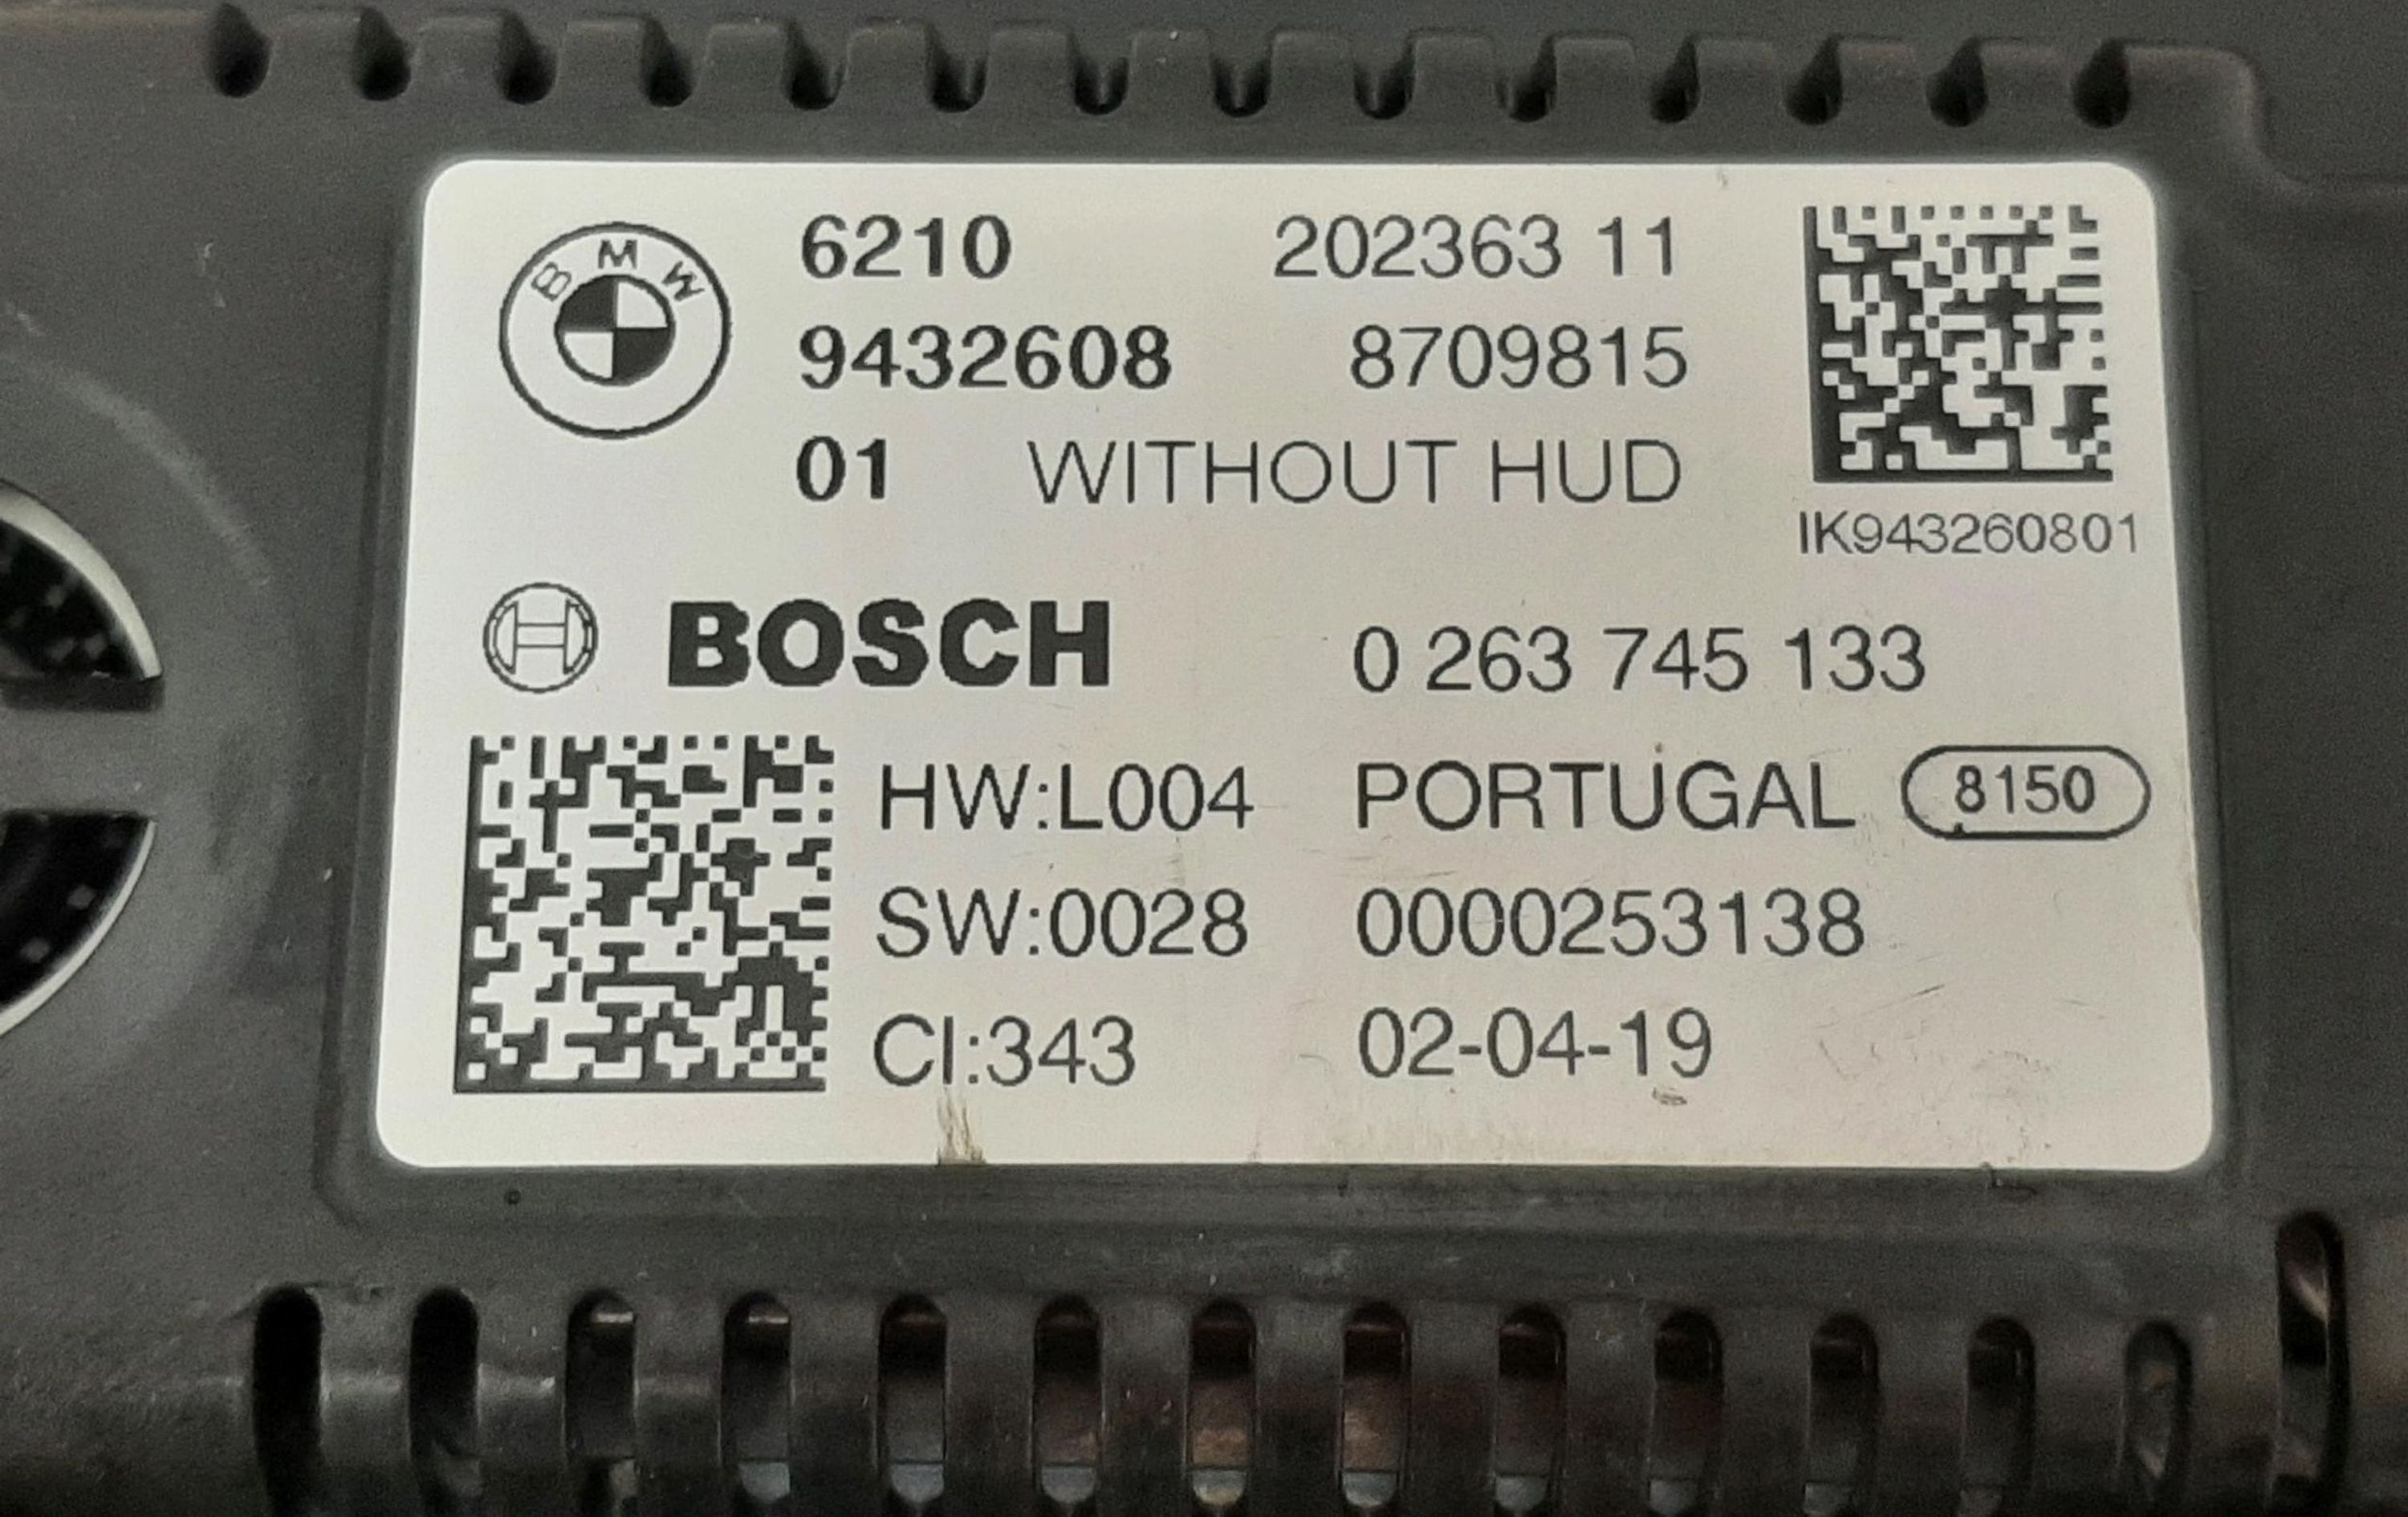 BMW
6210 202363 11
9432608 8709815
01 WITHOUT HUD
IK943260801
BOSCH 0 263 745 133
HW:L004 PORTUGAL 8150
SW:0028 0000253138
CI:343 02-04-19